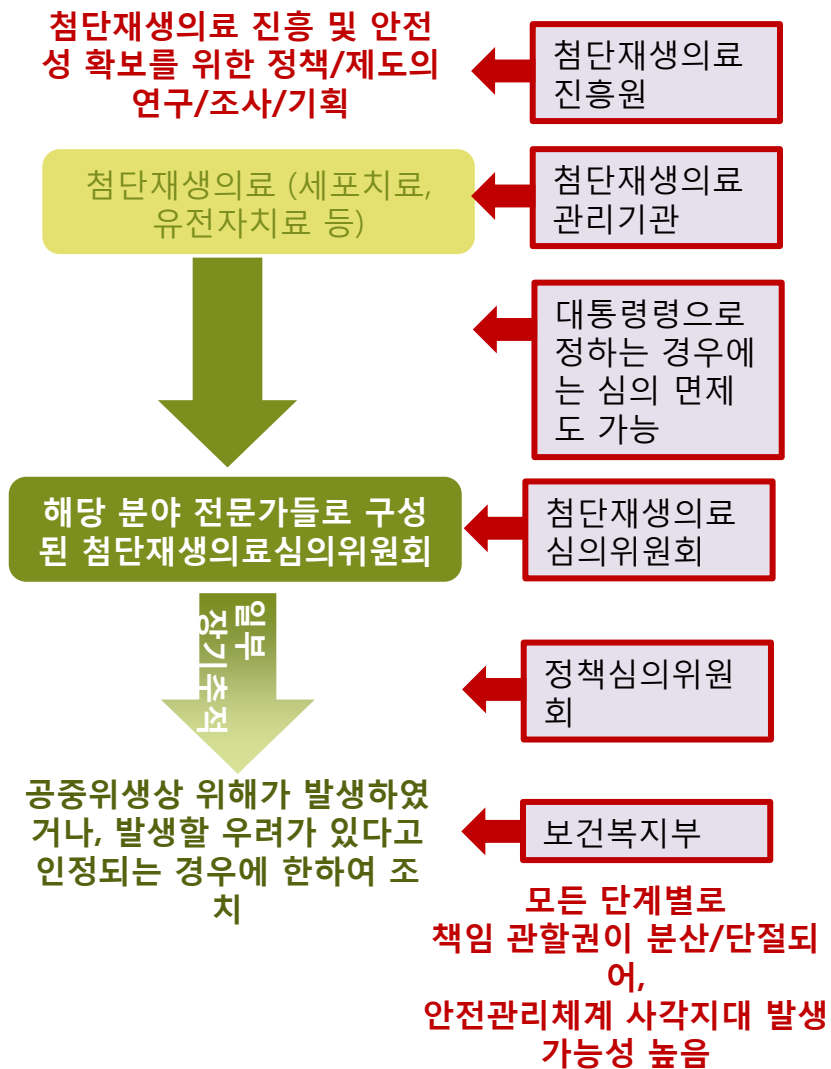 첨단재생의료 진흥 및 안전
성 확보를 위한 정책/제도의
연구/조사/기획
첨단재생의료
진흥원
첨단재생의료 (세포치료,
유전자치료 등)
첨단재생의료
관리기관
대통령령으로
정하는 경우에
는 심의 면제
도 가능
해당 분야 전문가들로 구성
된 첨단재생의료심의위원회
첨단재생의료
심의위원회
일부
장기추적
정책심의위원
회
공중위생상 위해가 발생하였
거나, 발생할 우려가 있다고
인정되는 경우에 한하여 조
치
보건복지부
모든 단계별로
책임 관할권이 분산/단절되
어,
안전관리체계 사각지대 발생
가능성 높음